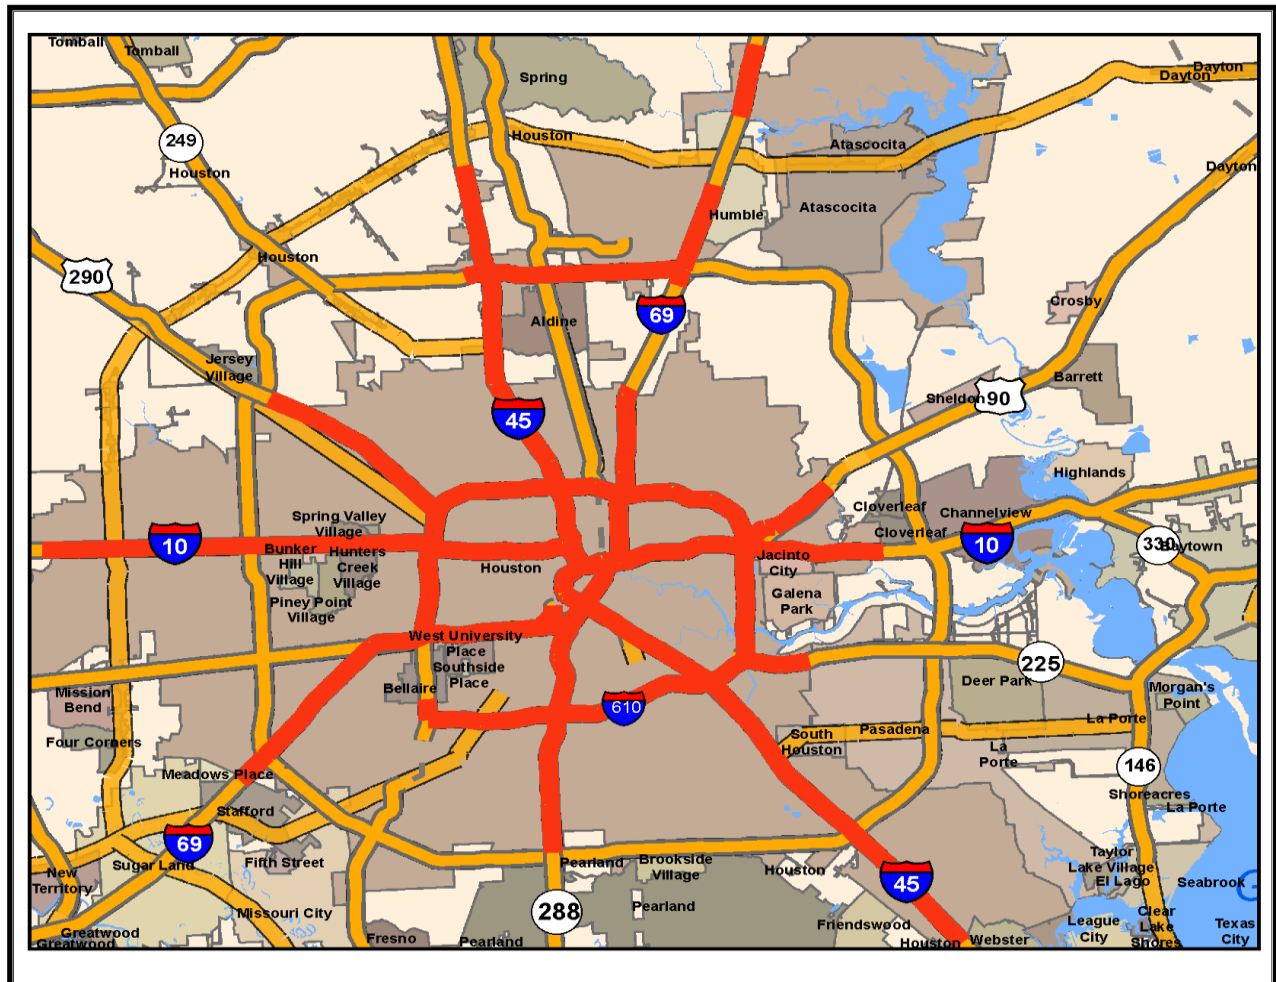 Tomball
Tomball
Spring
Dayton
Dayton
249
Houston
Houston
Atascocita
Dayton
Houston
Atascocita
Humble
290
Houston
69
Crosby
Aldine
Jersey
Village
Barrett
45
Sheldon
90
Highlands
Spring Valley
Village
Cloverleaf
Channelview
10
Bunker
Hill
Village
Hunters
Creek
Village
Houston
Cloverleaf
10
330
Baytown
Jacinto
City
Piney Point
Village
Galena
Park
West University
Place
Southside
Place
Bellaire
225
Deer Park
Mission
Bend
Morgan's
Point
610
La Porte
Four Corners
South
Houston
Pasadena
La
Porte
146
Meadows Place
Shoreacres
La Porte
Stafford
69
Sugar Land
Fifth Street
Pearland
Brookside
Village
Houston
45
Taylor
Lake Village
El Lago
Seabrook
New
Territory
Missouri City
288
Pearland
Friendswood
League
City
Clear
Lake
Shores
Texas
City
Greatwood
Greatwood
Fresno
Pearland
Houston
Webster